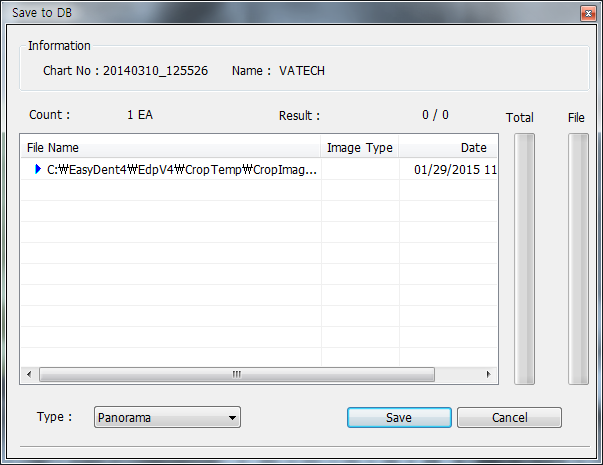 Save to DB
Information
Chart No : 20140310_125526 Name : VATECH
Count : 1 EA Result : 0 / 0 Total File
File Name Image Type Date
C:₩EasyDent4₩EdpV4₩CropTemp₩CropImag... 01/29/2015 11
Type : Panorama Save Cancel